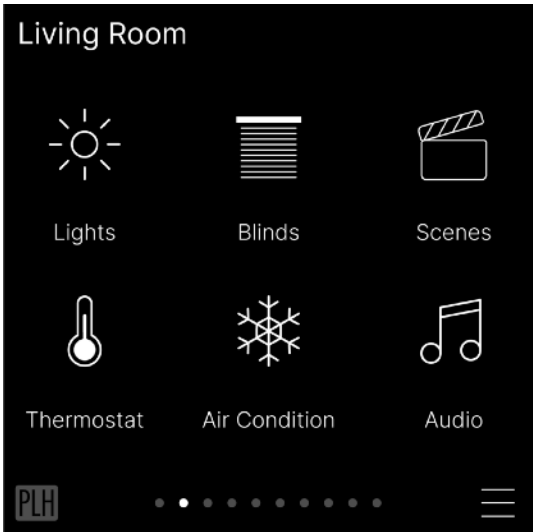 Living Room
Lights Blinds Scenes
Thermostat Air Condition Audio
PLH